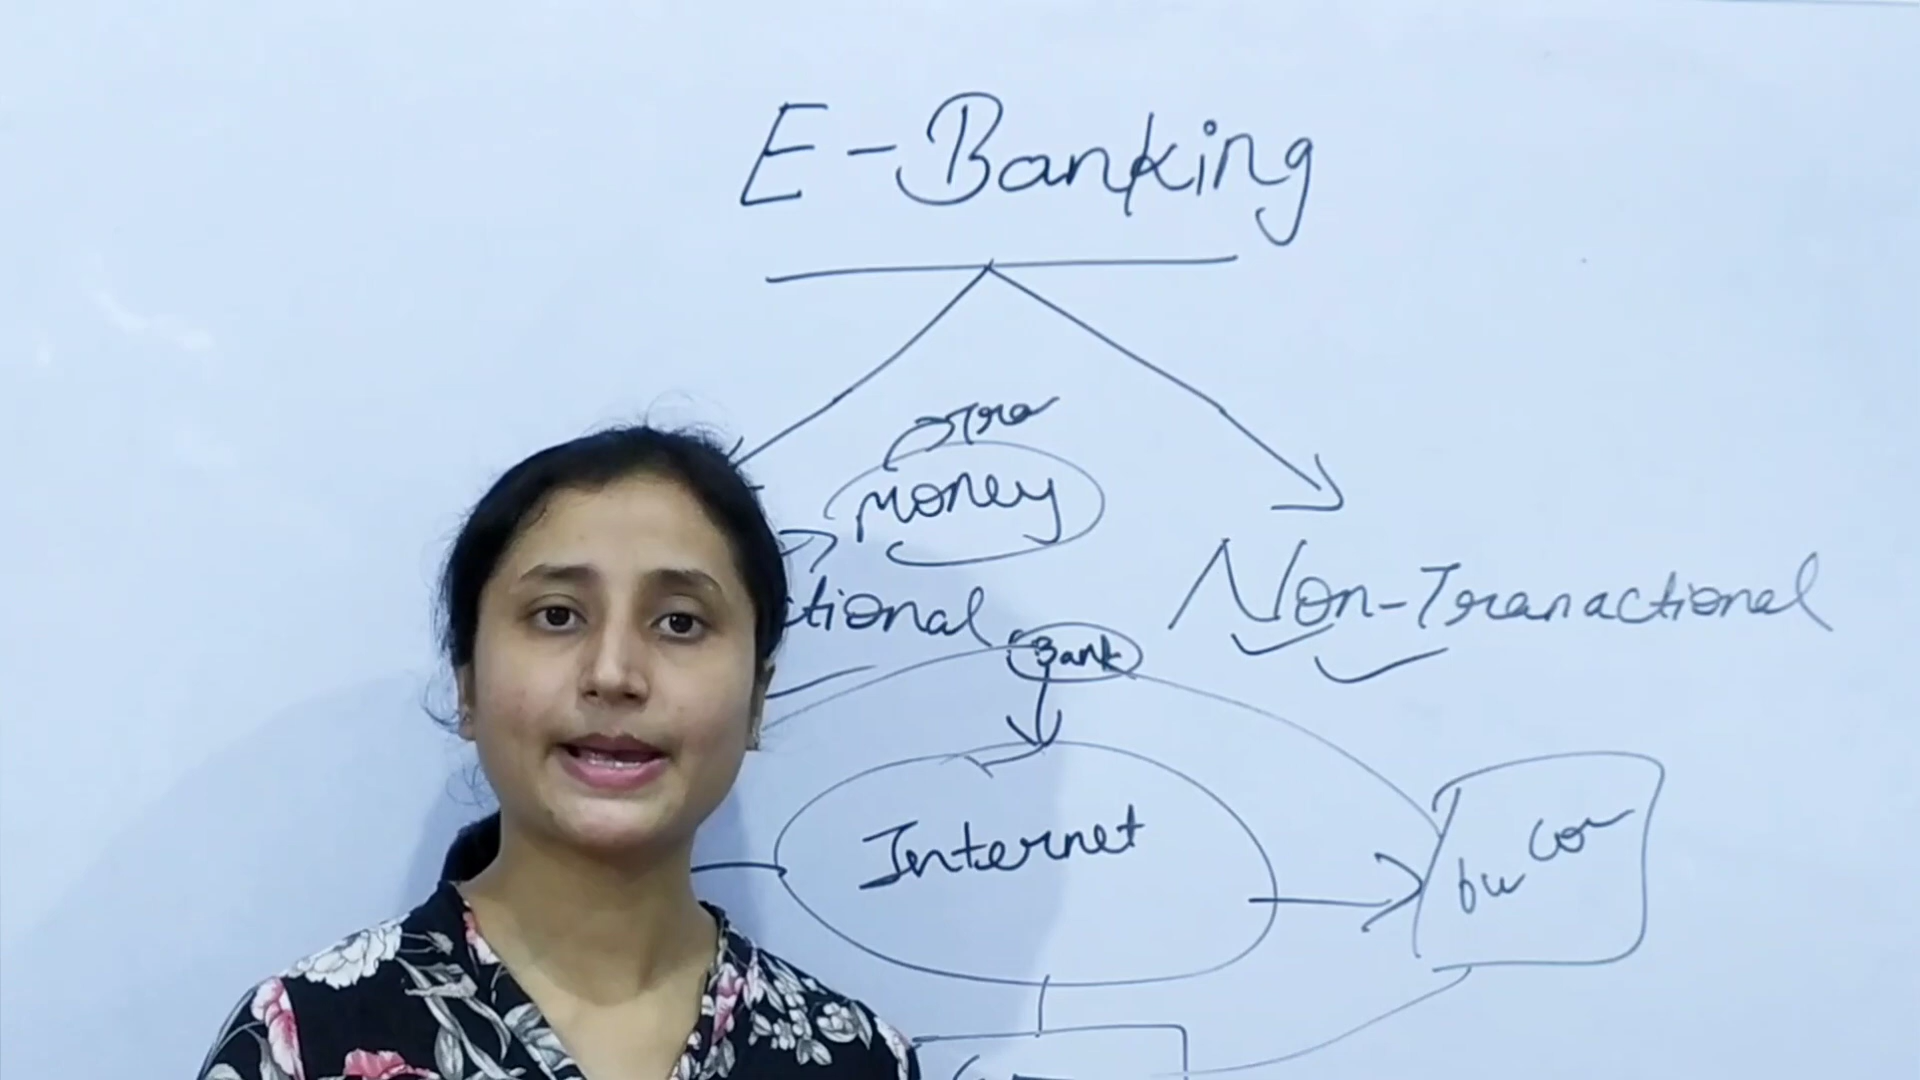 E-Banking
Money
ctional
Non-Tranactional
Bank
Internet